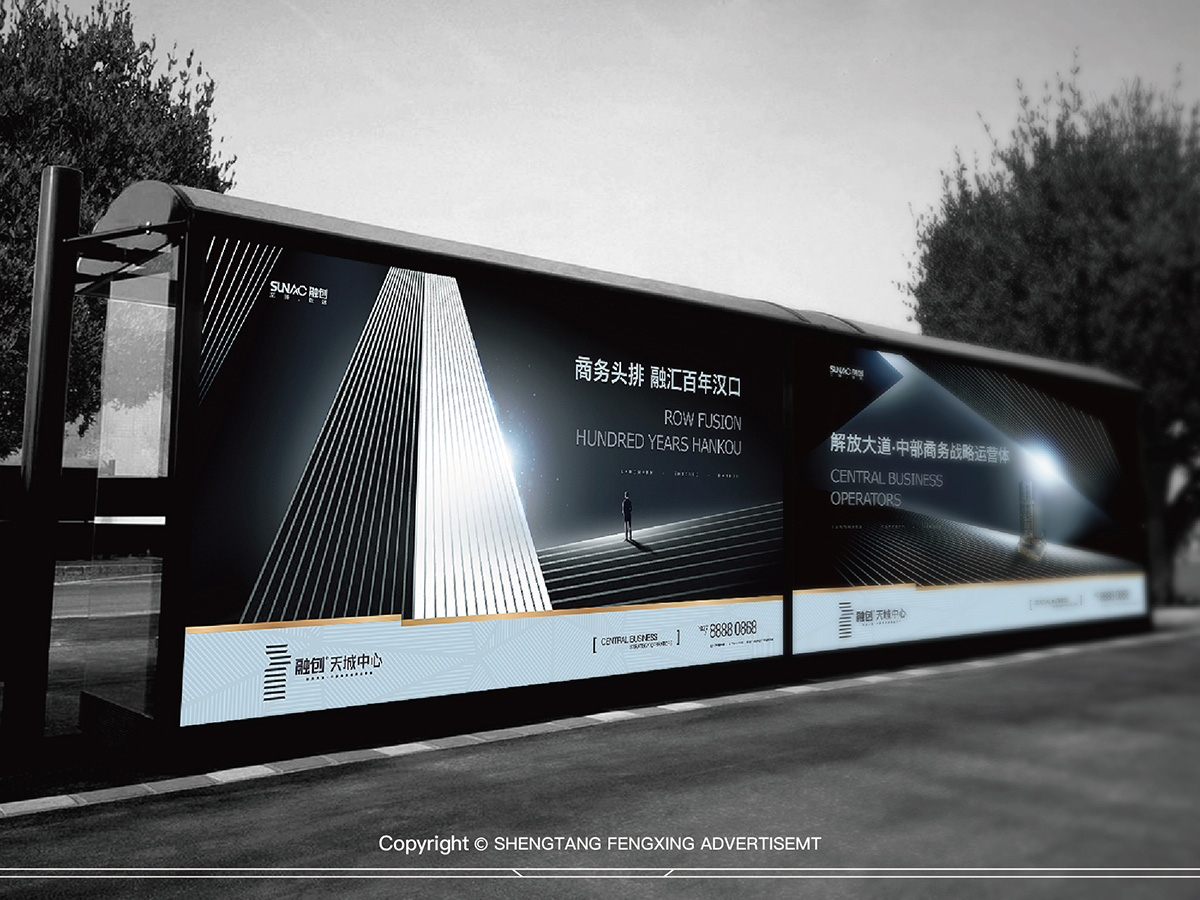 SUNAC 融创
商务头排 融汇百年汉口
ROW FUSION
HUNDRED YEARS HANKOU
融创 天城中心
CENTRAL BUSINESS
8888 0868
SUNAC 融创
解放大道·中部商务战略运营体
CENTRAL BUSINESS
OPERATORS
融创 天城中心
Copyright © SHENGTANG FENGXING ADVERTISEMT